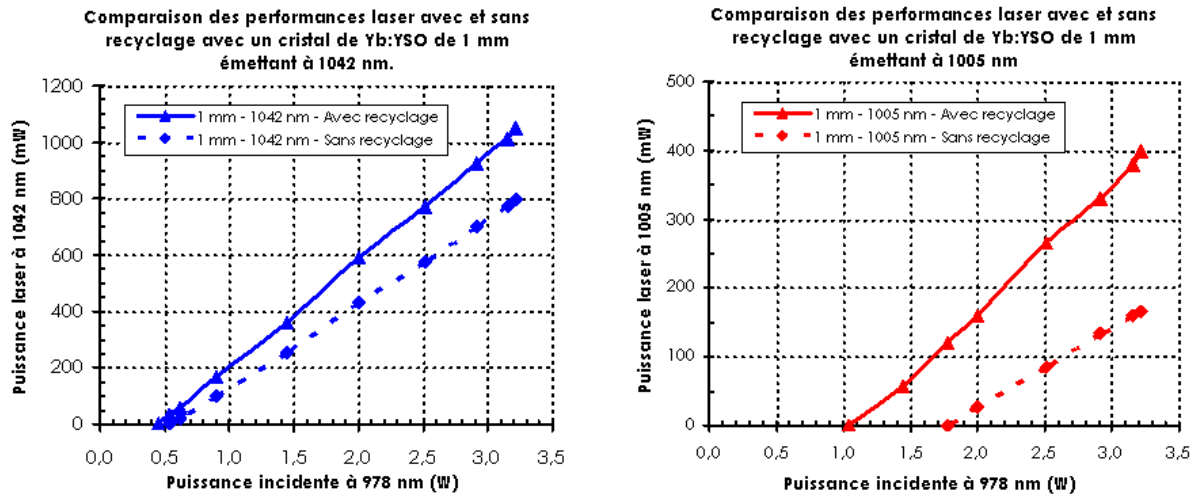 Comparaison des performances laser avec et sans
recyclage avec un cristal de Yb:YSO de 1 mm
émettant à 1042 nm.
1200
1000
800
600
400
200
0
Puissance laser à 1042 nm (mW)
1 mm - 1042 nm - Avec recyclage
1 mm - 1042 nm - Sans recyclage
0,0 0,5 1,0 1,5 2,0 2,5 3,0 3,5
Puissance incidente à 978 nm (W)
Comparaison des performances laser avec et sans
recyclage avec un cristal de Yb:YSO de 1 mm
émettant à 1005 nm
500
400
300
200
100
0
Puissance laser à 1005 nm (mW)
1 mm - 1005 nm - Avec recyclage
1 mm - 1005 nm - Sans recyclage
0,0 0,5 1,0 1,5 2,0 2,5 3,0 3,5
Puissance incidente à 978 nm (W)